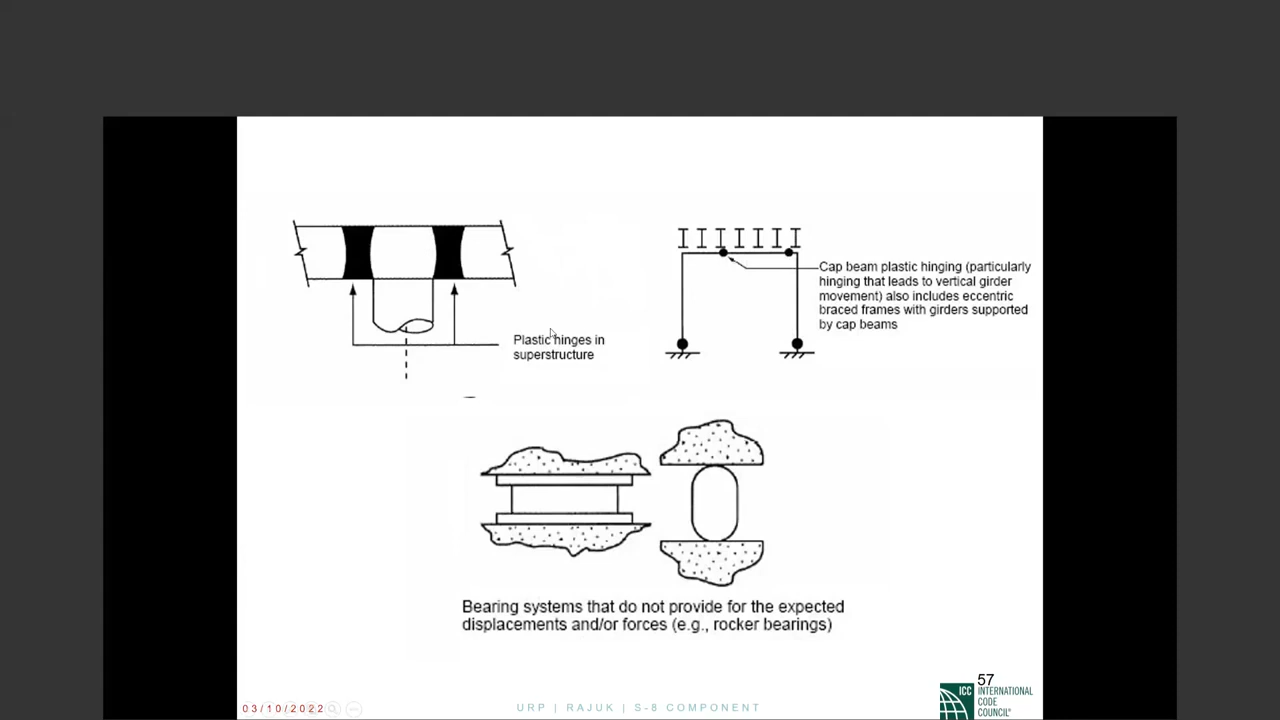 Plastic hinges in
superstructure
Cap beam plastic hinging (particularly
hinging that leads to vertical girder
movement) also includes eccentric
braced frames with girders supported
by cap beams
Bearing systems that do not provide for the expected
displacements and/or forces (e.g., rocker bearings)
03/10/2022
URP | RAJUK | S-8 COMPONENT
57
ICC INTERNATIONAL
CODE
COUNCIL®